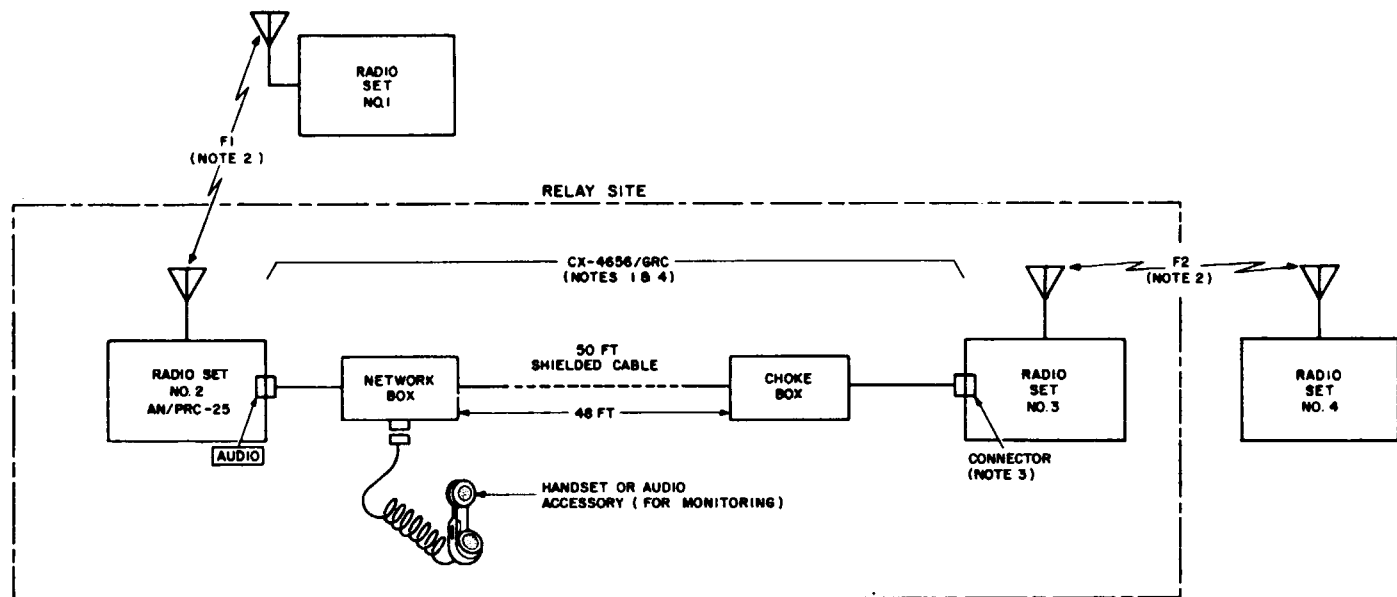 RADIO
SET
NO.1
F1
(NOTE 2)
RELAY SITE
CX-4656/GRC
(NOTES 1 & 4)
F2
(NOTE 2)
RADIO SET
NO. 2
AN/PRC-25
NETWORK
BOX
50 FT
SHIELDED CABLE
48 FT
CHOKE
BOX
RADIO
SET
NO.3
RADIO
SET
NO. 4
AUDIO
CONNECTOR
(NOTE 3)
HANDSET OR AUDIO
ACCESSORY (FOR MONITORING)